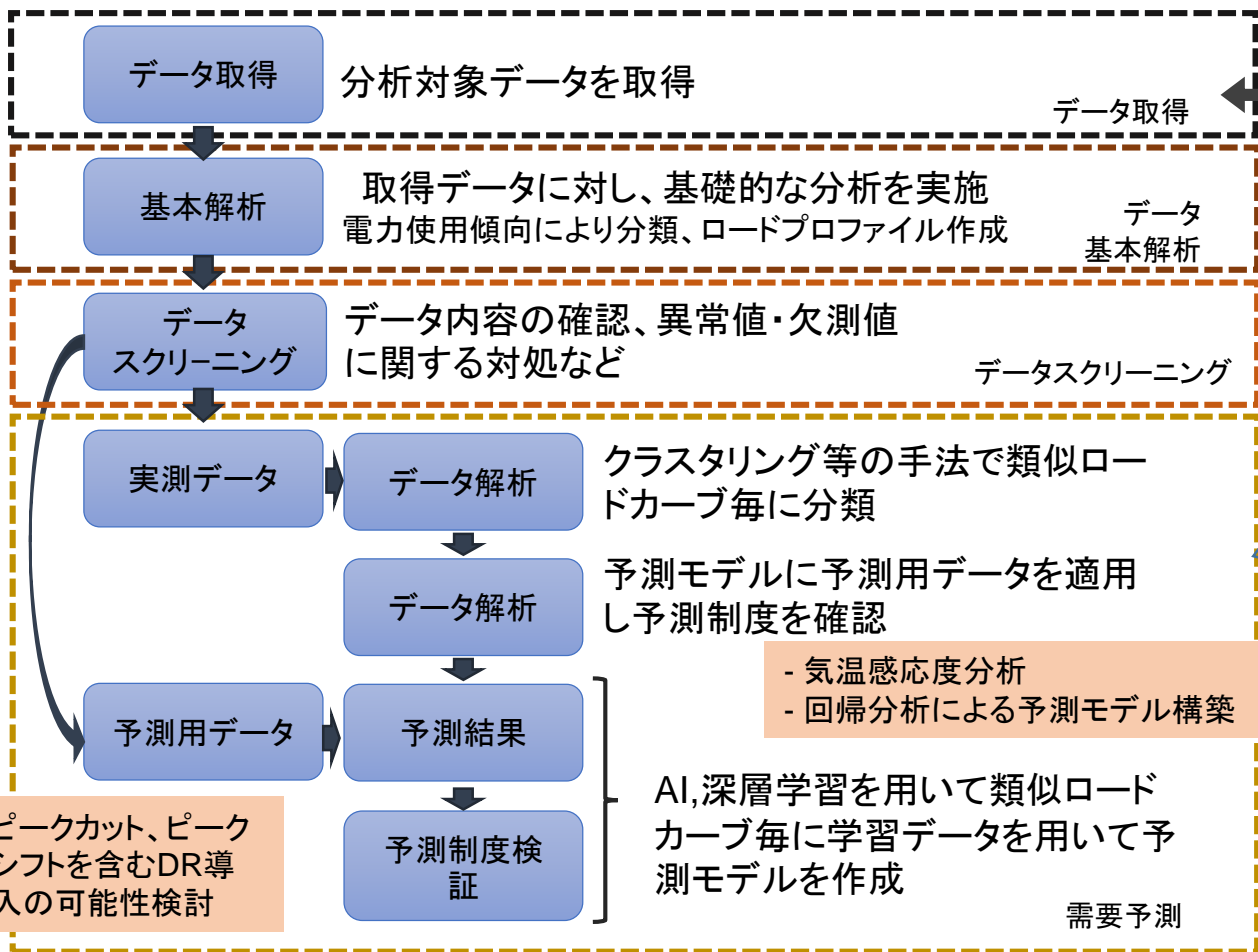 データ取得
分析対象データを取得
データ取得
基本解析
取得データに対し、基礎的な分析を実施
電力使用傾向により分類、ロードプロファイル作成
データ
基本解析
データ
スクリーニング
データ内容の確認、異常値・欠測値
に関する対処など
データスクリーニング
実測データ
データ解析
クラスタリング等の手法で類似ロー
ドカーブ毎に分類
データ解析
予測モデルに予測用データを適用
し予測制度を確認
- 気温感応度分析
- 回帰分析による予測モデル構築
予測用データ
予測結果
AI,深層学習を用いて類似ロード
カーブ毎に学習データを用いて予
測モデルを作成
ピークカット、ピーク
シフトを含むDR導
入の可能性検討
予測制度検
証
需要予測